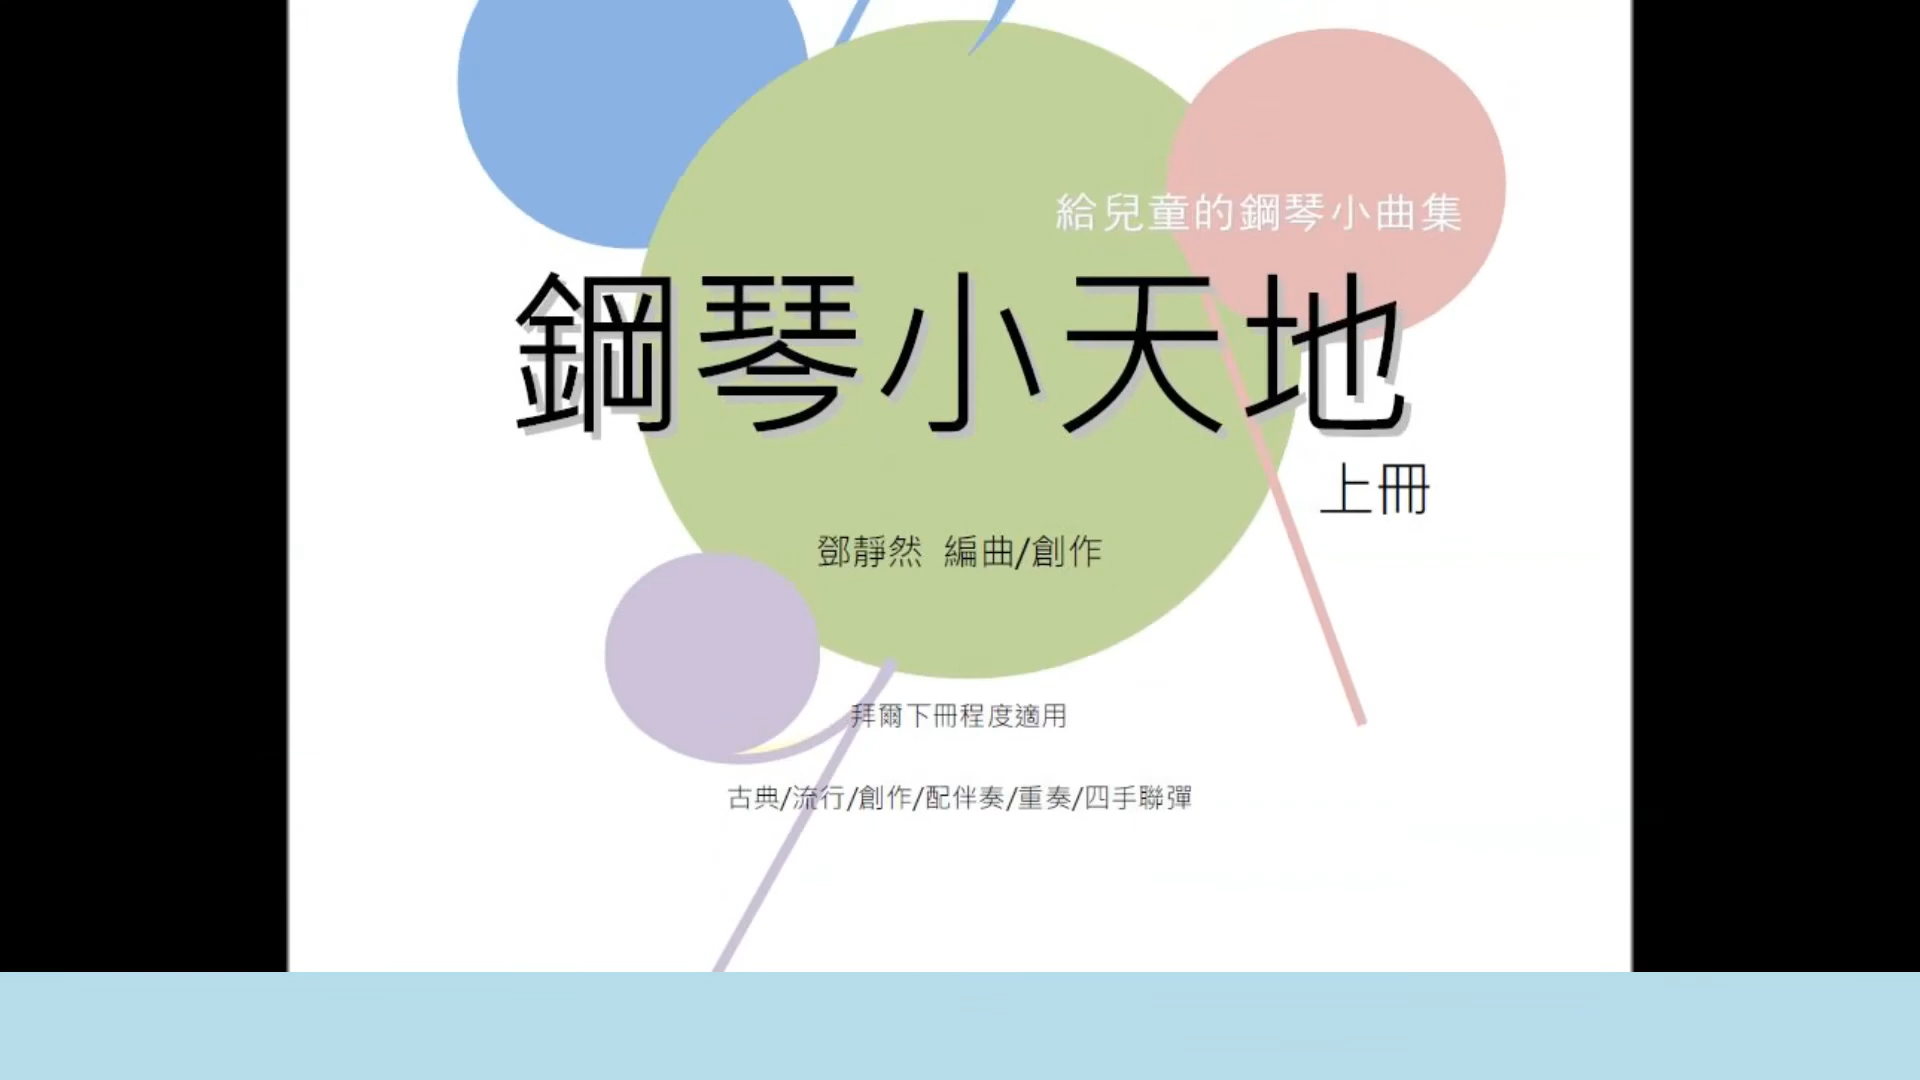 給兒童的鋼琴小曲集
鋼琴小天地
上冊
鄧靜然 編曲/創作
拜爾下冊程度適用
古典/流行/創作/配伴奏/重奏/四手聯彈